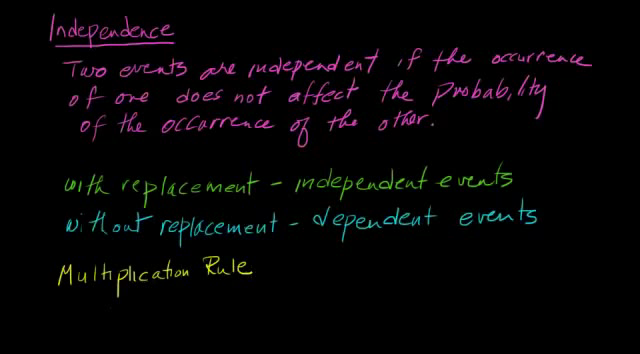 Independence
Two events are independent if the occurrence
of one does not affect the Probability
of the occurrence of the other.
with replacement - independent events
without replacement - dependent events
Multiplication Rule